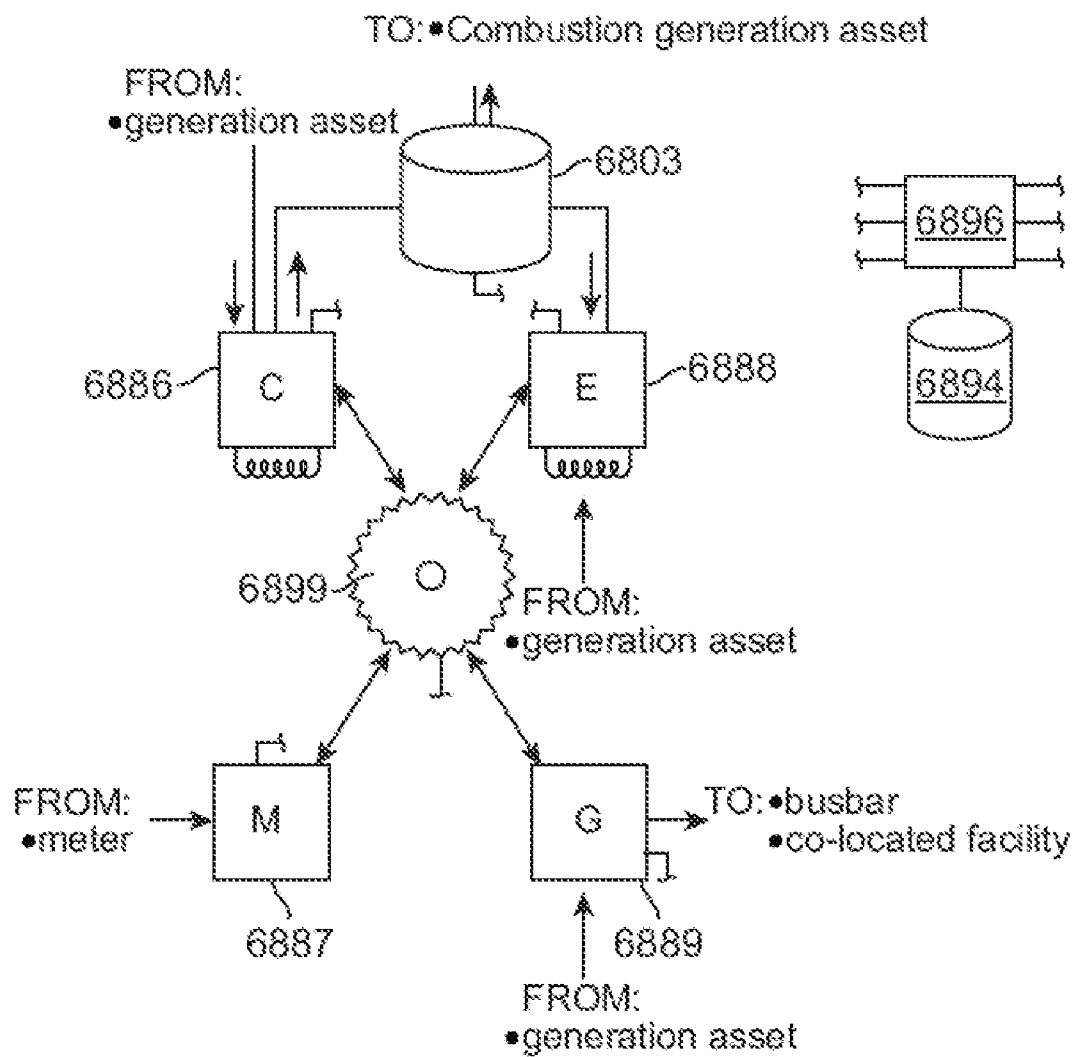 TO: •Combustion generation asset
FROM:
•generation asset
6803
6896
6886
C
E
6888
6894
6899
O
FROM:
•generation asset
FROM:
•meter
M
G
TO: •busbar
•co-located facility
6887
6889
FROM:
•generation asset